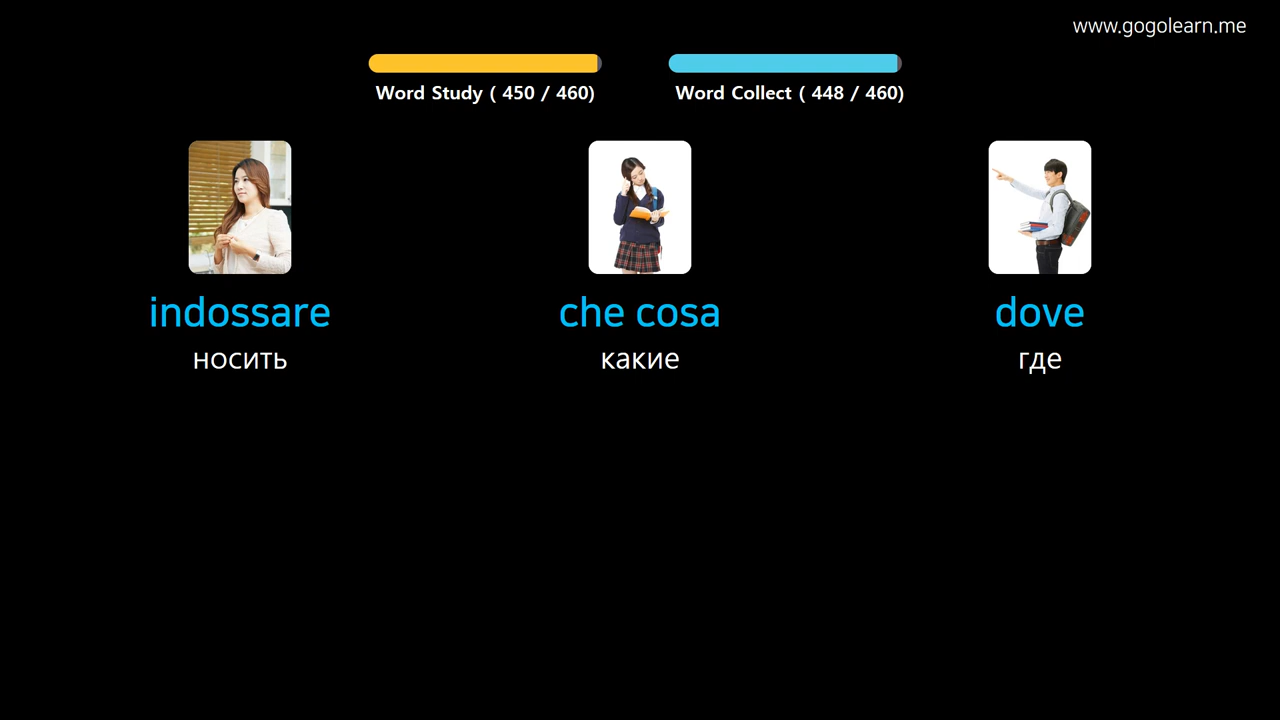 www.gogolearn.me
Word Study ( 450 / 460)
Word Collect ( 448 / 460)
indossare
носить
che cosa
какие
dove
где